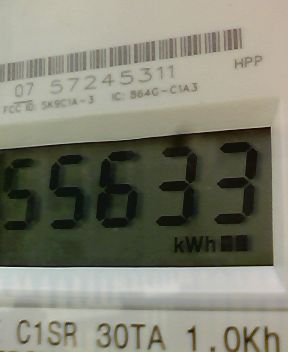 HPP
07 57245311
FCC ID: SK9C1A-3 IC: 864G-C1A3
55633
kWh
C1SR 30TA 1.0Kh